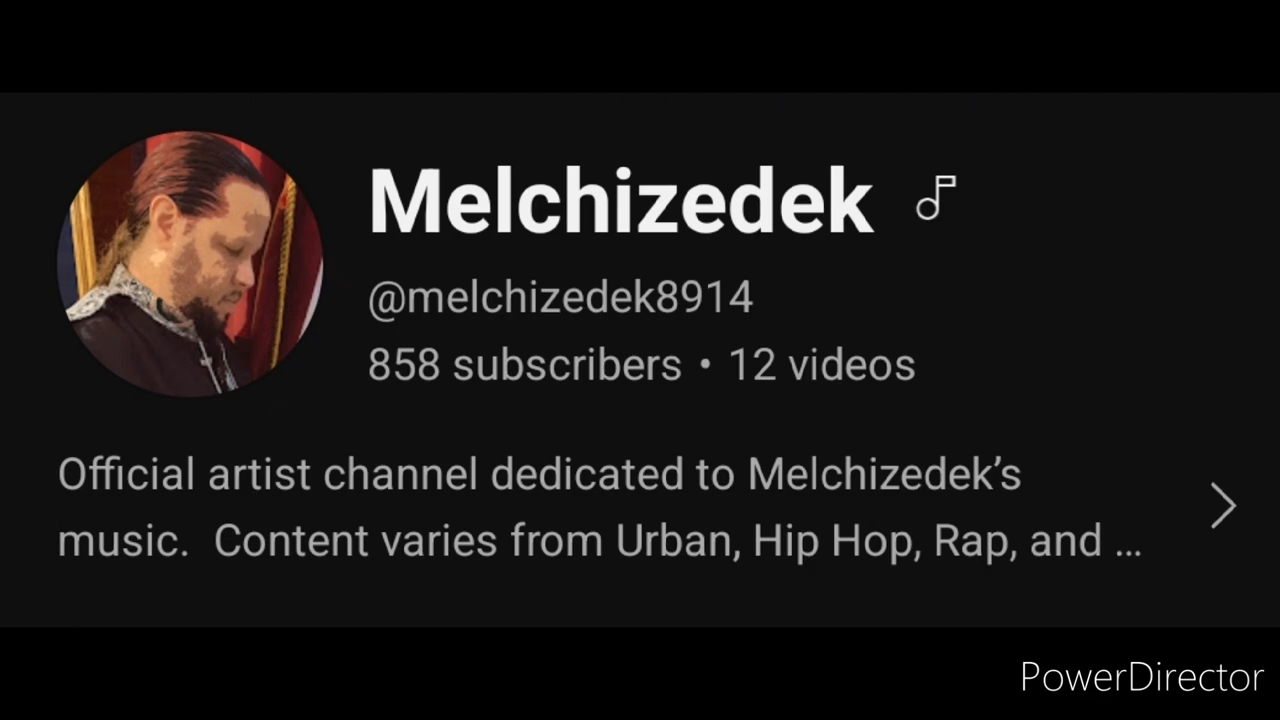 Melchizedek
@melchizedek8914
858 subscribers • 12 videos
Official artist channel dedicated to Melchizedek’s
music.  Content varies from Urban, Hip Hop, Rap, and ...
PowerDirector